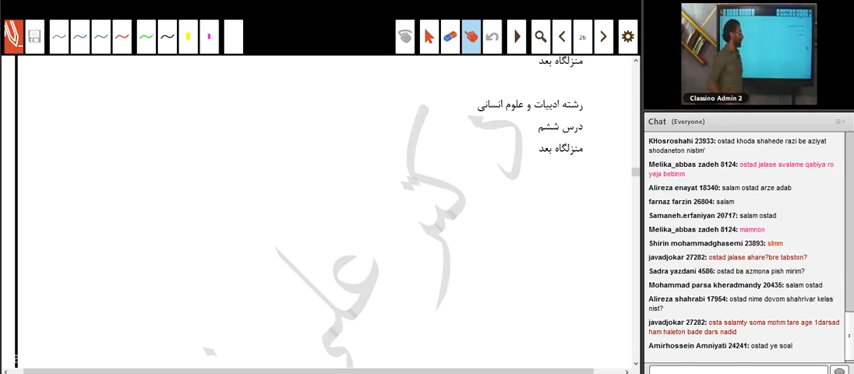 منزلگاه بعد
رشته ادبیات و علوم انسانی
درس ششم
منزلگاه بعد
دکتر علمی
26
Classino Admin 2
Chat (Everyone)
KHosroshahi 23933: ostad khoda shahede razi be aziyat
shodaneton nistim'
Melika_abbas zadeh 8124: ostad jalase avalame qabiya ro
yeja bebinm
Alireza enayat 18340: salam ostad arze adab
farnaz farzin 26804: salam
Samaneh.erfaniyan 20717: salam ostad
Melika_abbas zadeh 8124: mamnon
Shirin mohammadghasemi 23893: slmm
javadjokar 27282: ostad jalase ahare?bre tabston?
Sadra yazdani 4586: ostad ba azmona pish mirim?
Mohammad parsa kheradmandy 20435: salam ostad
Alireza shahrabi 17954: ostad nime dovom shahrivar kelas
nist?
javadjokar 27282: osta salamty soma mohm tare age 1darsad
ham haleton bade dars nadid
Amirhossein Amniyati 24241: ostad ye soal